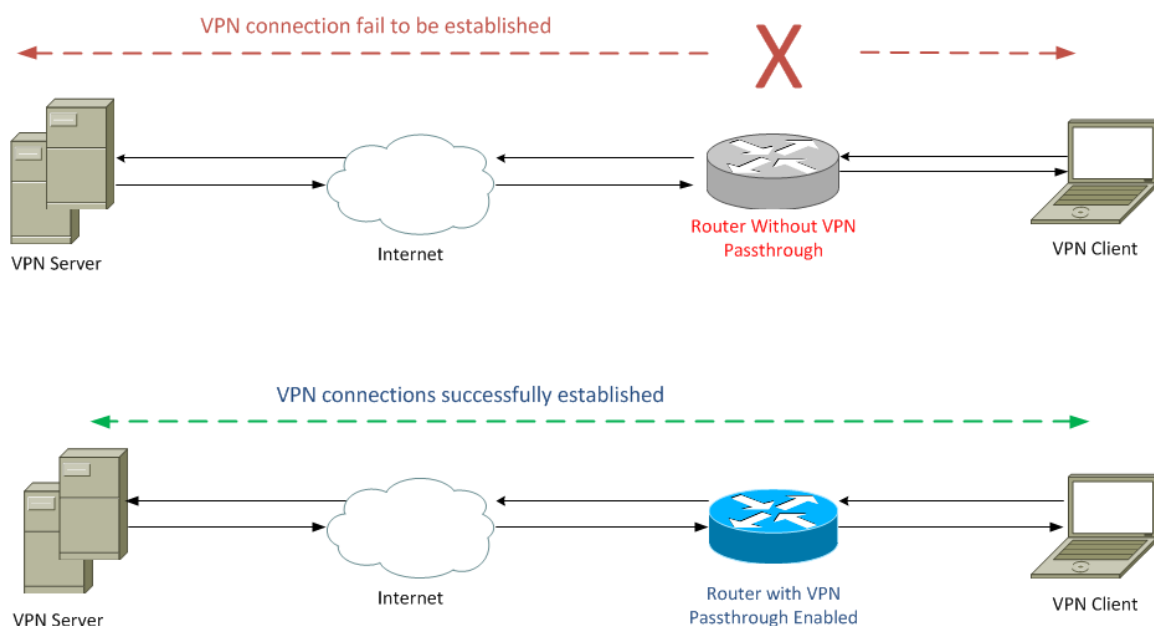 VPN connection fail to be established
X
Router Without VPN
Passthrough
Internet
VPN Client
VPN Server
VPN connections successfully established
Router with VPN
Passthrough Enabled
Internet
VPN Client
VPN Server